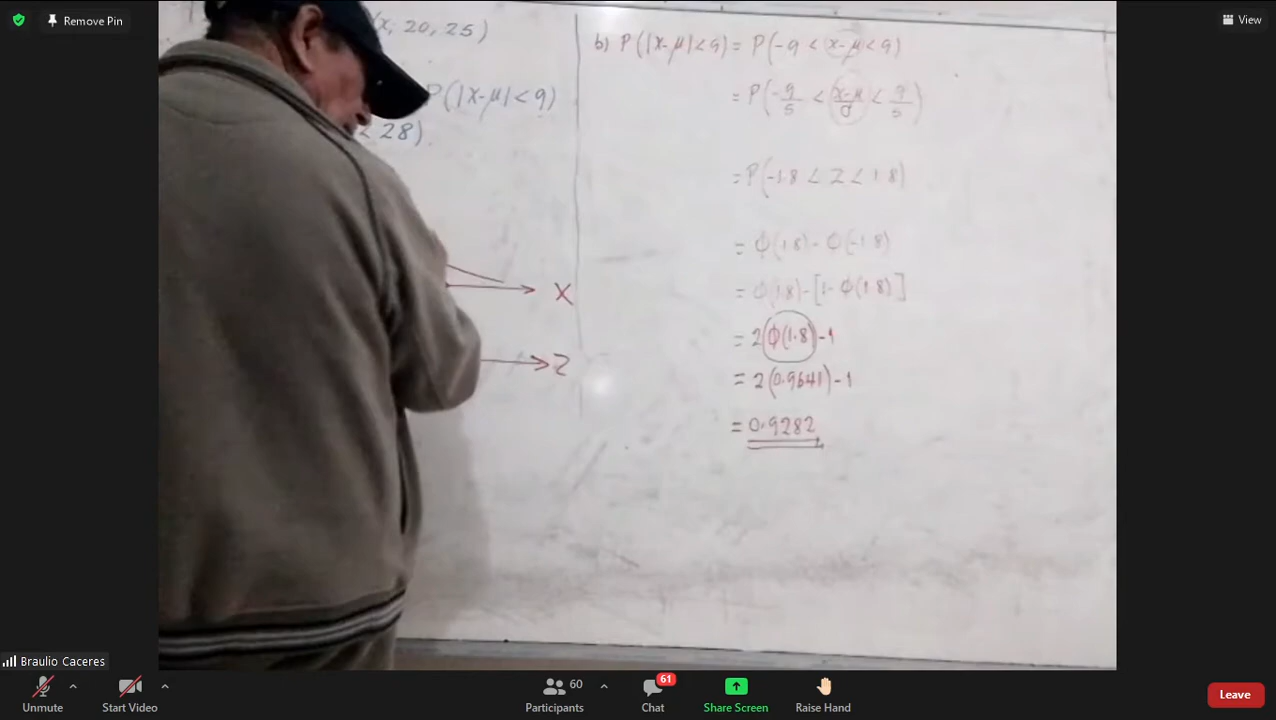 Remove Pin
View
(x; 20, 25)
P(|x-μ|<9)
< 28).
X
Z
b) P(|x-μ|<9) = P(-9 < x-μ < 9)
= P(-9/5 < x-μ/σ < 9/5)
= P(-1.8 < Z < 1.8)
= φ(1.8) - φ(-1.8)
= φ(1.8) - [1 - φ(1.8)]
= 2 φ(1.8) - 1
= 2(0.9641) - 1
= 0.9282
Braulio Caceres
Unmute
Start Video
60
Participants
61
Chat
Share Screen
Raise Hand
Leave